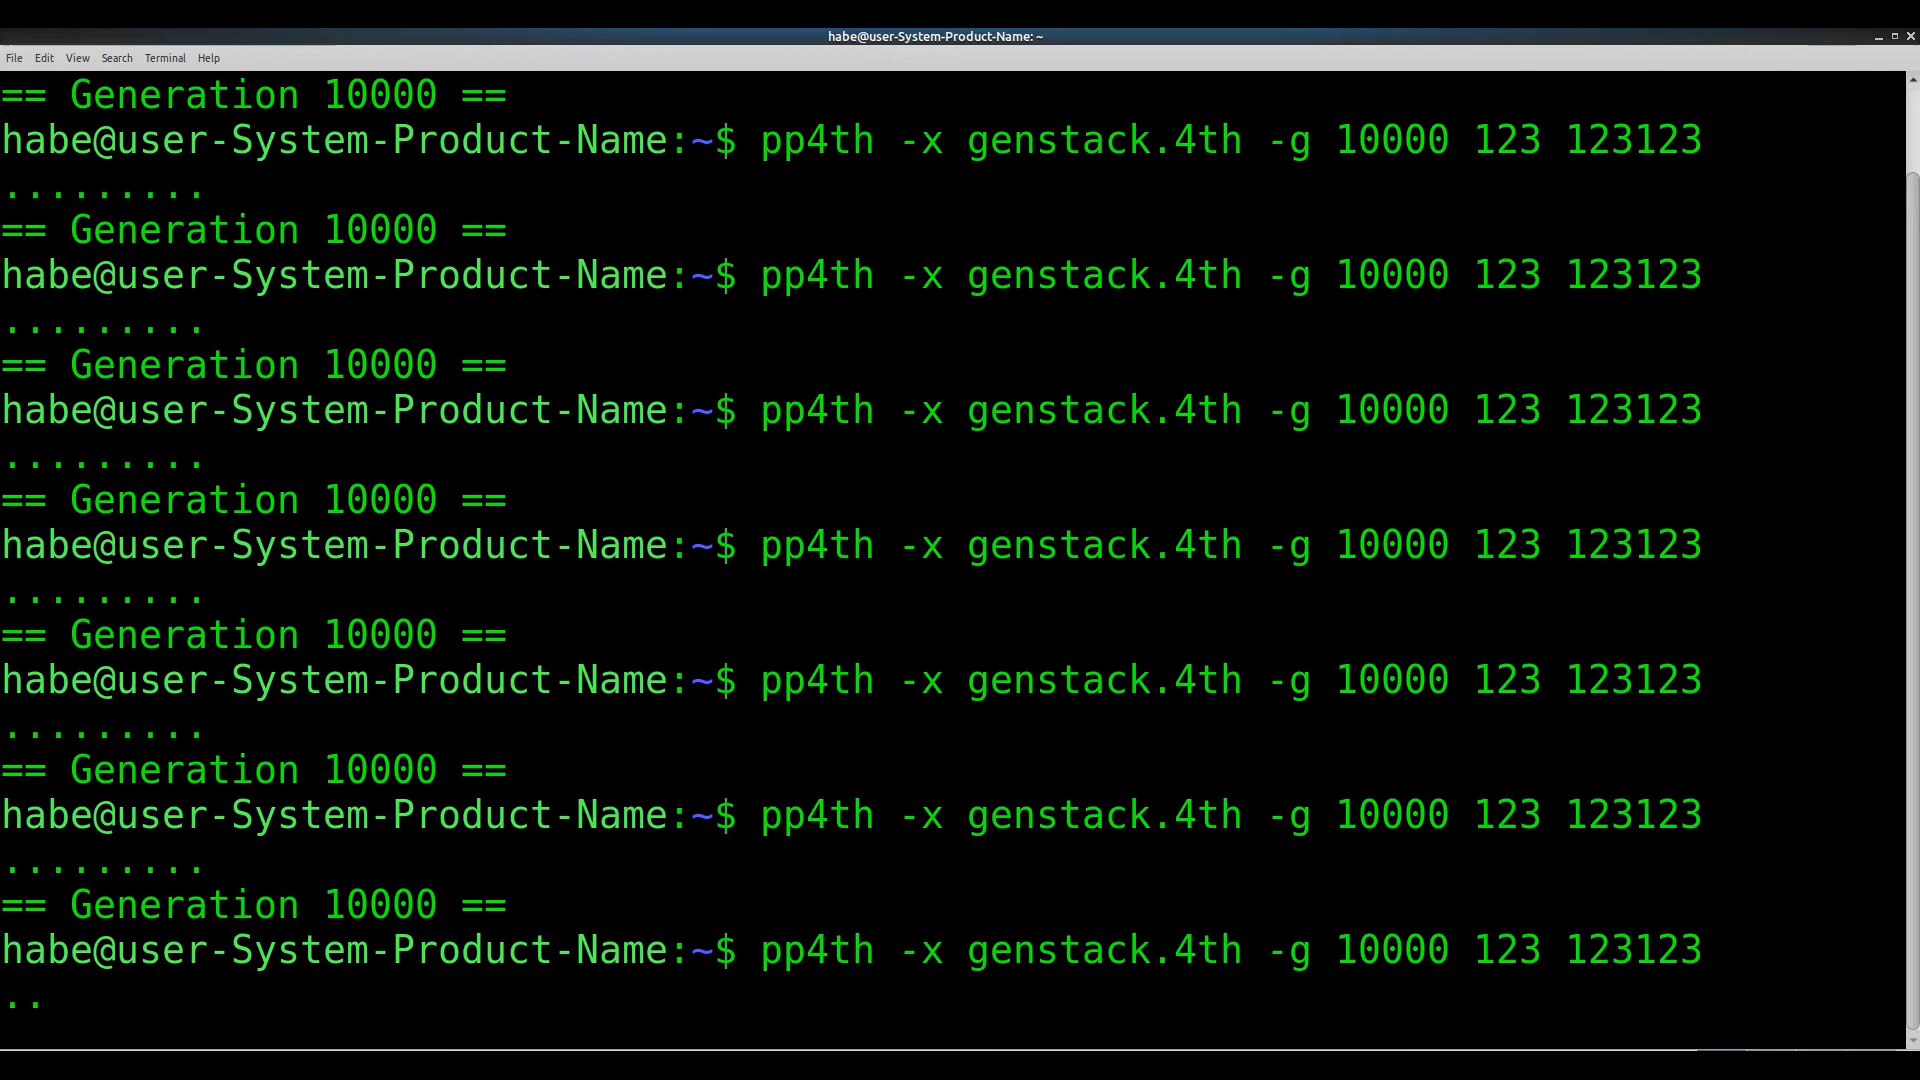 habe@user-System-Product-Name: ~
File Edit View Search Terminal Help
== Generation 10000 ==
habe@user-System-Product-Name:~$ pp4th -x genstack.4th -g 10000 123 123123
.........
== Generation 10000 ==
habe@user-System-Product-Name:~$ pp4th -x genstack.4th -g 10000 123 123123
.........
== Generation 10000 ==
habe@user-System-Product-Name:~$ pp4th -x genstack.4th -g 10000 123 123123
.........
== Generation 10000 ==
habe@user-System-Product-Name:~$ pp4th -x genstack.4th -g 10000 123 123123
.........
== Generation 10000 ==
habe@user-System-Product-Name:~$ pp4th -x genstack.4th -g 10000 123 123123
.........
== Generation 10000 ==
habe@user-System-Product-Name:~$ pp4th -x genstack.4th -g 10000 123 123123
.........
== Generation 10000 ==
habe@user-System-Product-Name:~$ pp4th -x genstack.4th -g 10000 123 123123
..